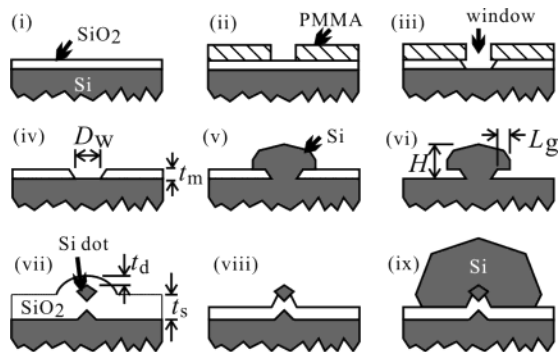 (i)
SiO2
Si
(ii)
PMMA
(iii)
window
(iv)
Dw
tm
(v)
Si
(vi)
H
Lg
(vii)
Si dot
td
SiO2
ts
(viii)
(ix)
Si